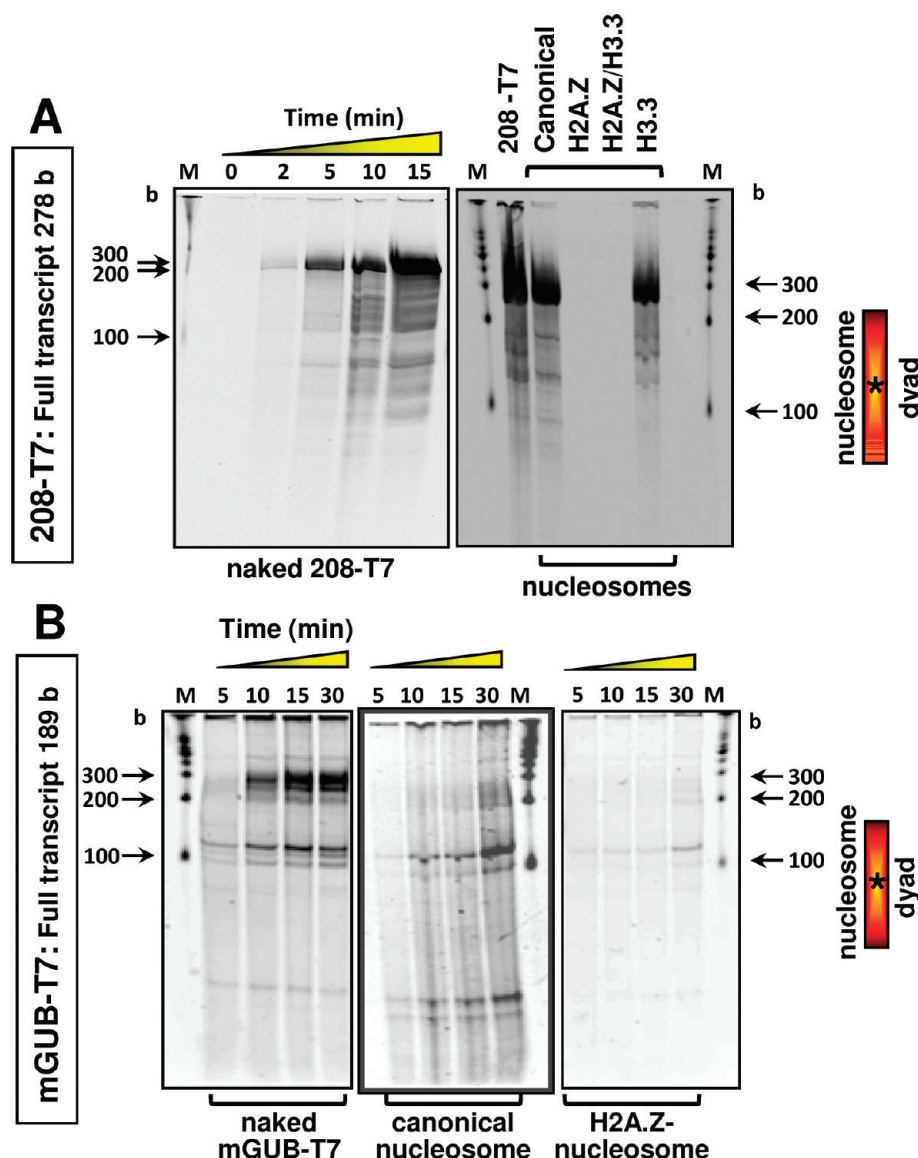 A
208-T7: Full transcript 278 b
Time (min)
M 0 2 5 10 15
b
300
200
100
naked 208-T7
208 -T7
Canonical
H2A.Z
H2A.Z/H3.3
H3.3
M M
b
300
200
100
nucleosomes
nucleosome
*
dyad
B
mGUB-T7: Full transcript 189 b
Time (min)
M 5 10 15 30
b
300
200
100
naked
mGUB-T7
5 10 15 30 M
canonical
nucleosome
5 10 15 30 M
b
300
200
100
H2A.Z-
nucleosome
nucleosome
*
dyad